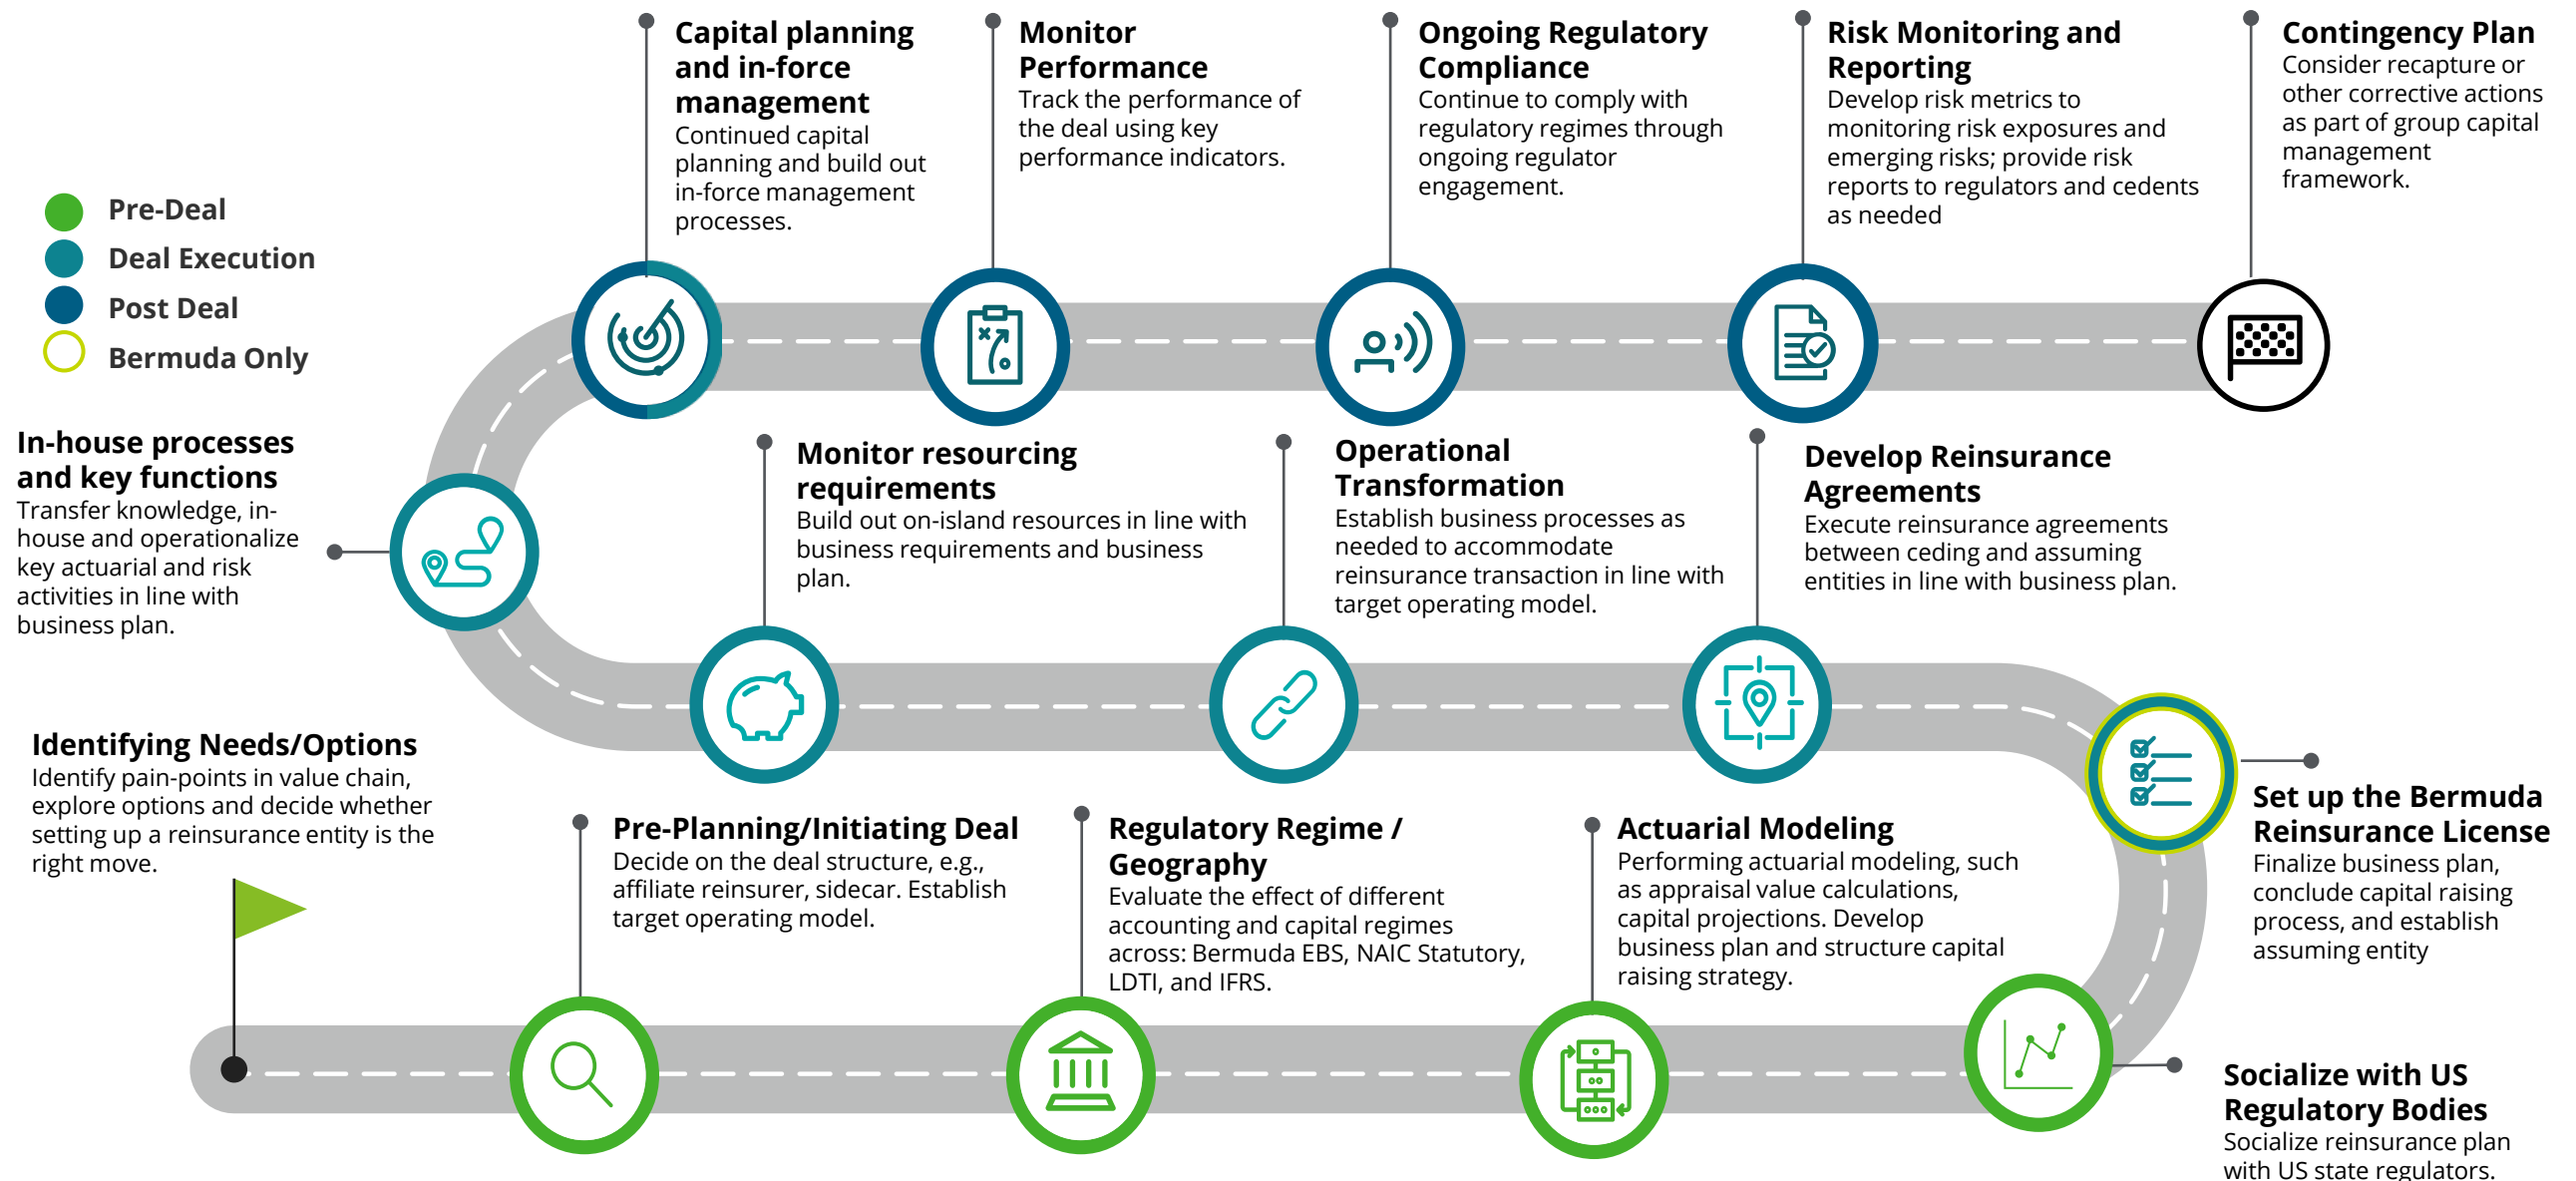 Capital planning
and in-force
management
Continued capital
planning and build out
in-force management
processes.
Monitor
Performance
Track the performance of
the deal using key
performance indicators.
Ongoing Regulatory
Compliance
Continue to comply with
regulatory regimes through
ongoing regulator
engagement.
Risk Monitoring and
Reporting
Develop risk metrics to
monitoring risk exposures and
emerging risks; provide risk
reports to regulators and cedents
as needed
Contingency Plan
Consider recapture or
other corrective actions
as part of group capital
management
framework.
Pre-Deal
Deal Execution
Post Deal
Bermuda Only
In-house processes
and key functions
Transfer knowledge, in-
house and operationalize
key actuarial and risk
activities in line with
business plan.
Monitor resourcing
requirements
Build out on-island resources in line with
business requirements and business
plan.
Operational
Transformation
Establish business processes as
needed to accommodate
reinsurance transaction in line with
target operating model.
Develop Reinsurance
Agreements
Execute reinsurance agreements
between ceding and assuming
entities in line with business plan.
Identifying Needs/Options
Identify pain-points in value chain,
explore options and decide whether
setting up a reinsurance entity is the
right move.
Pre-Planning/Initiating Deal
Decide on the deal structure, e.g.,
affiliate reinsurer, sidecar. Establish
target operating model.
Regulatory Regime /
Geography
Evaluate the effect of different
accounting and capital regimes
across: Bermuda EBS, NAIC Statutory,
LDTI, and IFRS.
Actuarial Modeling
Performing actuarial modeling, such
as appraisal value calculations,
capital projections. Develop
business plan and structure capital
raising strategy.
Set up the Bermuda
Reinsurance License
Finalize business plan,
conclude capital raising
process, and establish
assuming entity
Socialize with US
Regulatory Bodies
Socialize reinsurance plan
with US state regulators.